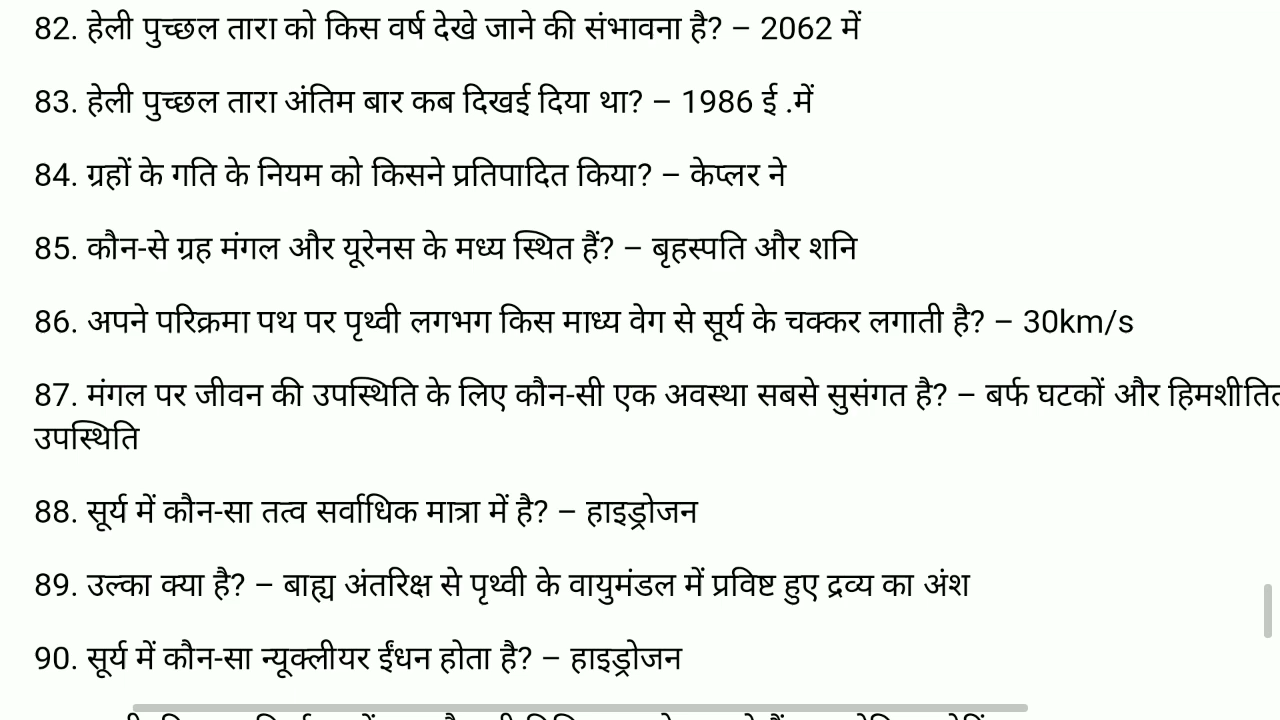 82. हेली पुच्छल तारा को किस वर्ष देखे जाने की संभावना है? – 2062 में
83. हेली पुच्छल तारा अंतिम बार कब दिखई दिया था? – 1986 ई .में
84. ग्रहों के गति के नियम को किसने प्रतिपादित किया? – केप्लर ने
85. कौन-से ग्रह मंगल और यूरेनस के मध्य स्थित हैं? – बृहस्पति और शनि
86. अपने परिक्रमा पथ पर पृथ्वी लगभग किस माध्य वेग से सूर्य के चक्कर लगाती है? – 30km/s
87. मंगल पर जीवन की उपस्थिति के लिए कौन-सी एक अवस्था सबसे सुसंगत है? – बर्फ घटकों और
उपस्थिति
88. सूर्य में कौन-सा तत्व सर्वाधिक मात्रा में है? – हाइड्रोजन
89. उल्का क्या है? – बाह्य अंतरिक्ष से पृथ्वी के वायुमंडल में प्रविष्ट हुए द्रव्य का अंश
90. सूर्य में कौन-सा न्यूक्लीयर ईंधन होता है? – हाइड्रोजन